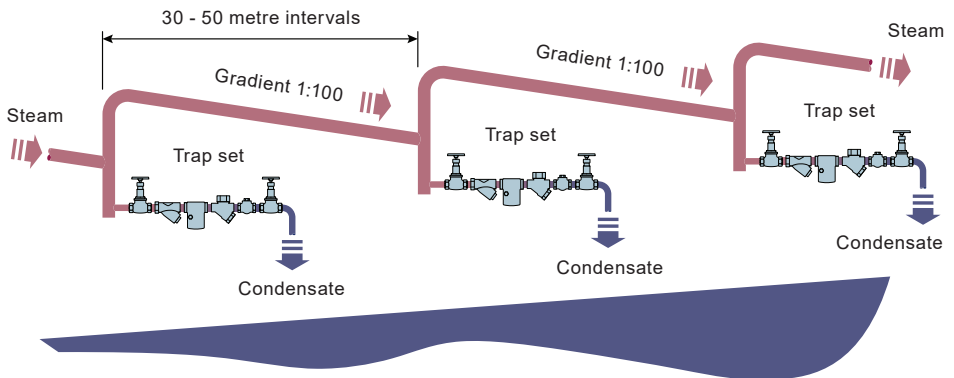 30 - 50 metre intervals
Steam
Gradient 1:100
Gradient 1:100
Steam
Trap set
Trap set
Trap set
Condensate
Condensate
Condensate